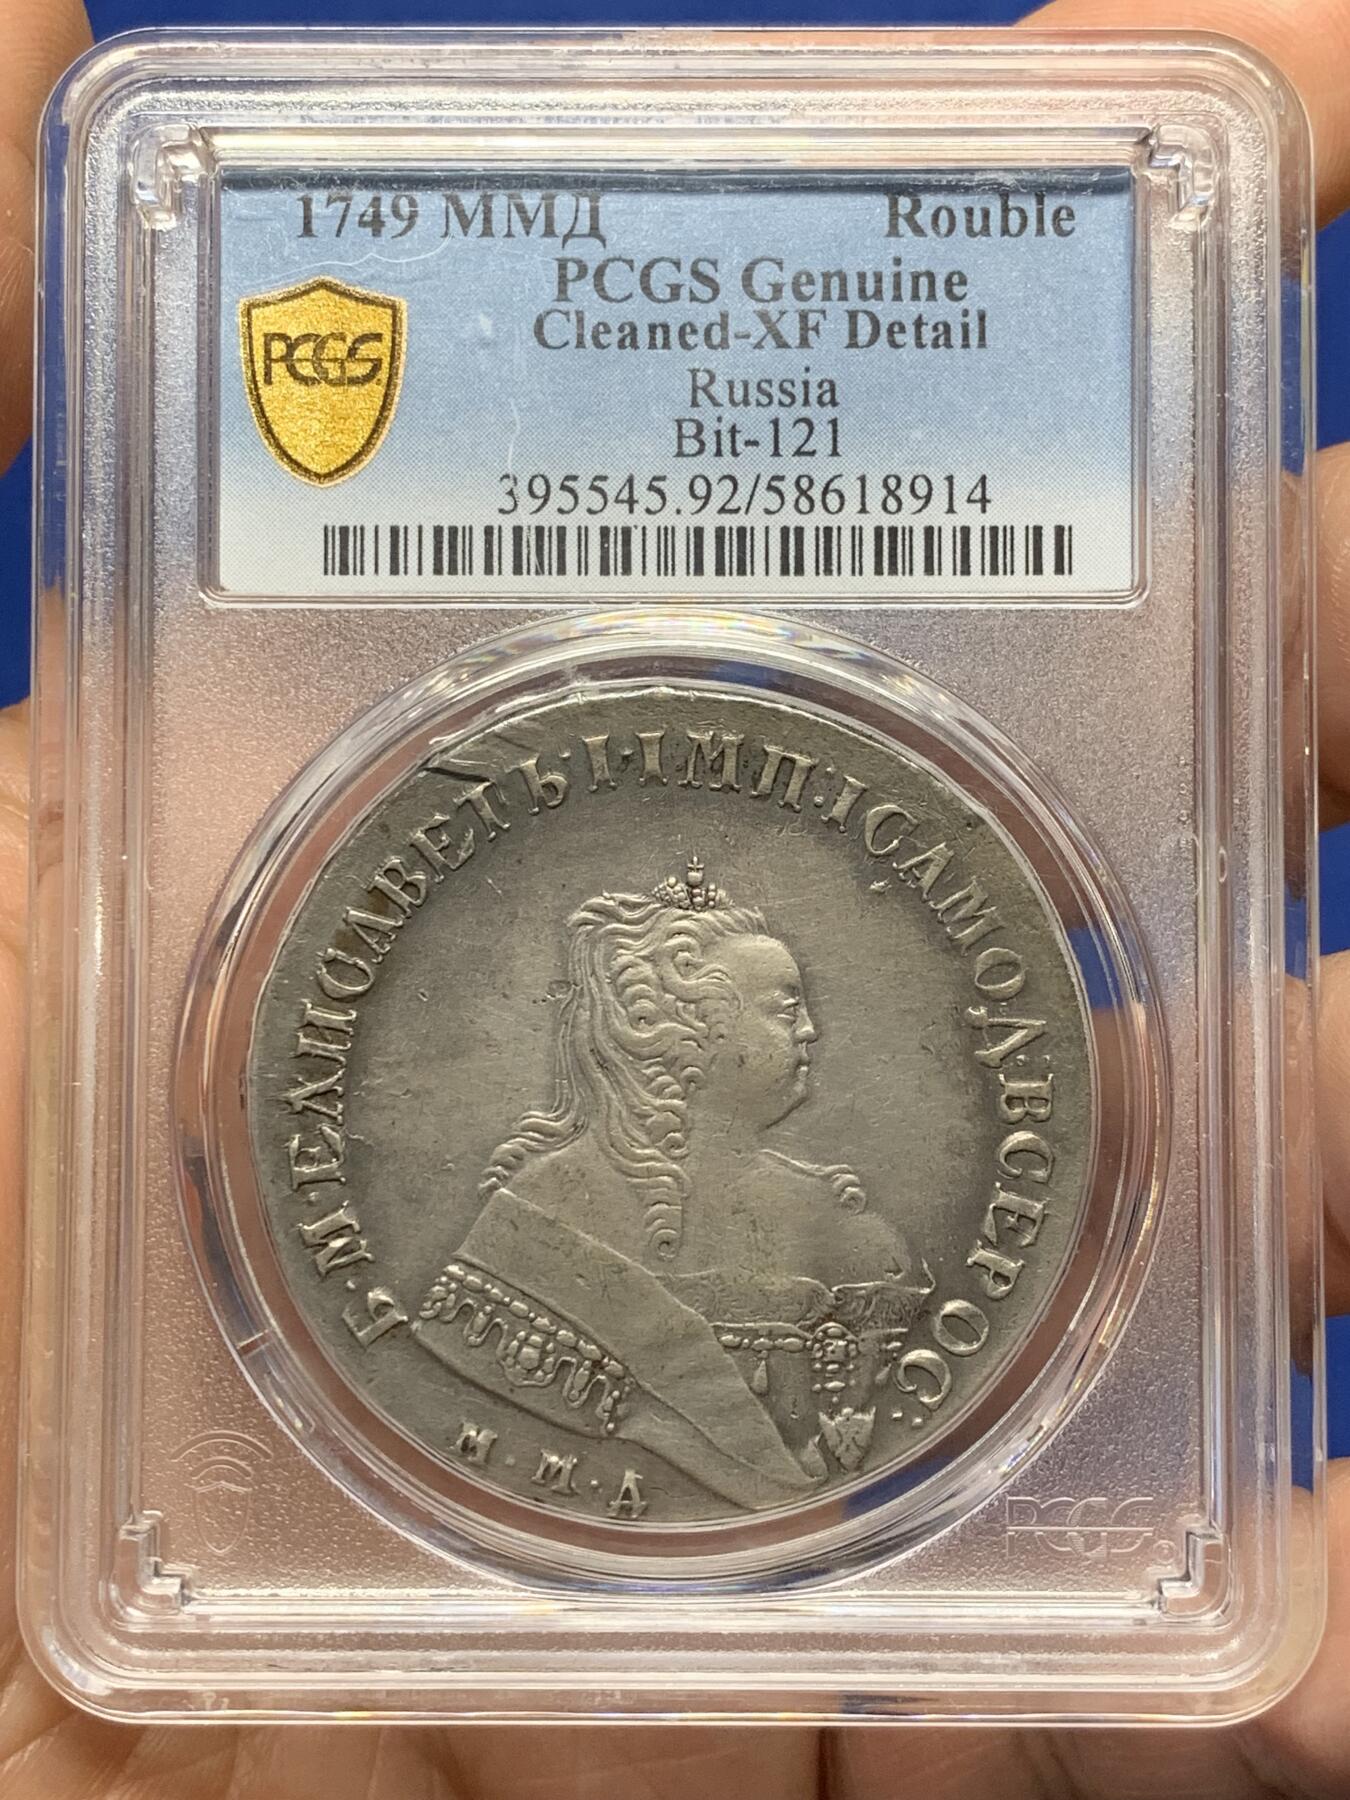 1749 ММД Rouble
PCGS Genuine
Cleaned-XF Detail
Russia
Bit-121
395545.92/58618914
PCGS
Б·М·ЕЛИСАВЕТЪ·I·IМП:IСАМОД:ВСЕРОС:
М·М·Д
PCGS